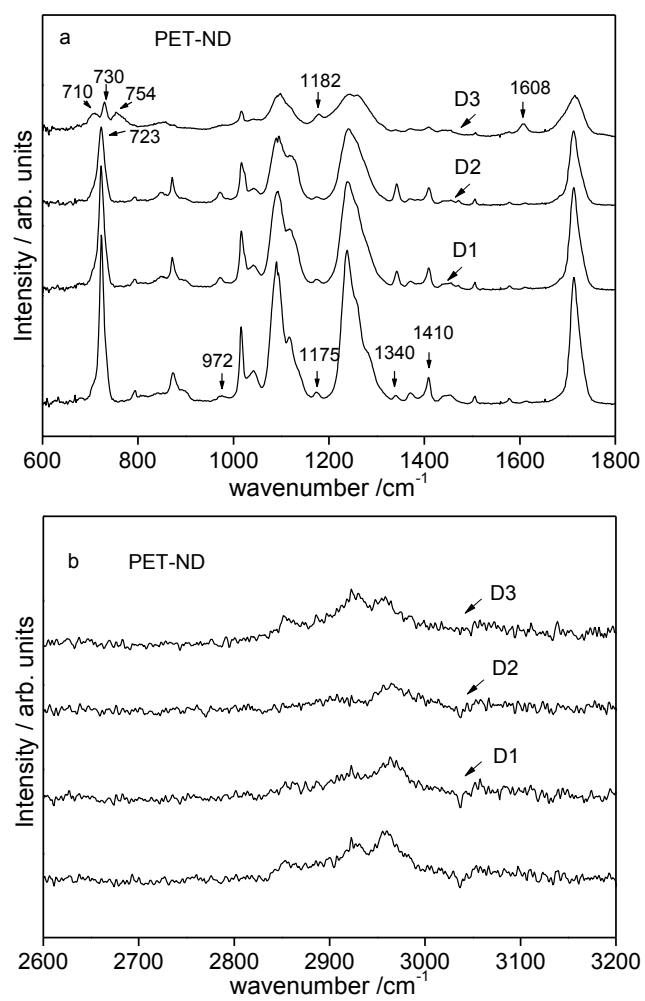 a PET-ND
730
710 754
1182
1608
D3
723
D2
D1
972
1175
1340
1410
Intensity / arb. units
600 800 1000 1200 1400 1600 1800
wavenumber /cm-1
b PET-ND
D3
D2
D1
Intensity / arb. units
2600 2700 2800 2900 3000 3100 3200
wavenumber /cm-1